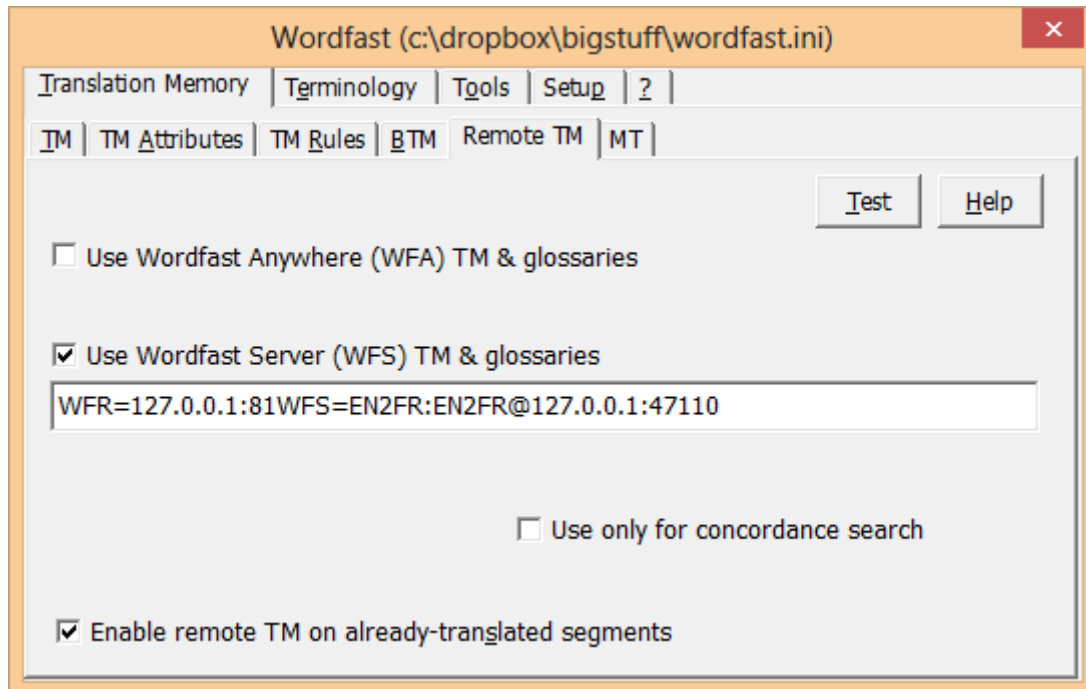 Wordfast (c:\dropbox\bigstuff\wordfast.ini)
Translation Memory Terminology Tools Setup ?
TM TM Attributes TM Rules BTM Remote TM MT
Test Help
Use Wordfast Anywhere (WFA) TM & glossaries
Use Wordfast Server (WFS) TM & glossaries
WFR=127.0.0.1:81WFS=EN2FR:EN2FR@127.0.0.1:47110
Use only for concordance search
Enable remote TM on already-translated segments